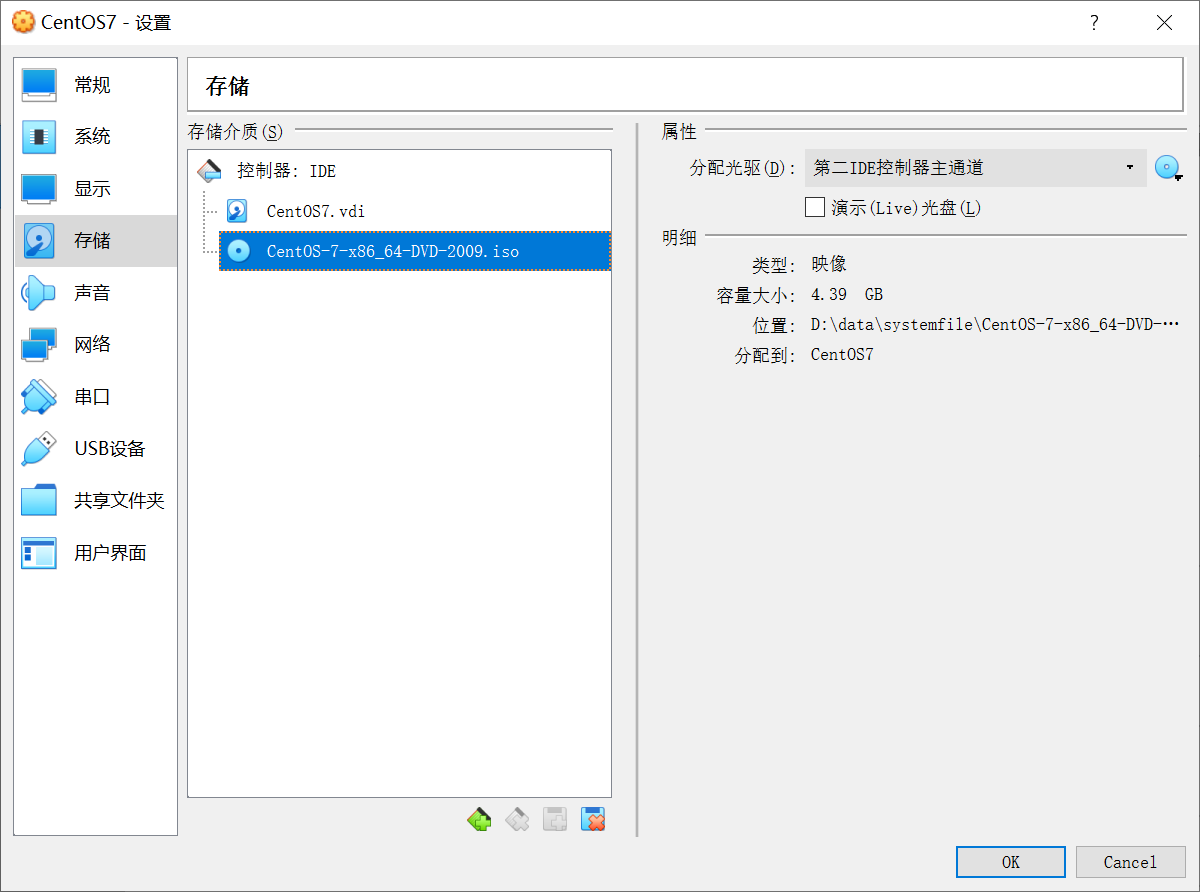 CentOS7 - 设置
?
常规
系统
显示
存储
声音
网络
串口
USB设备
共享文件夹
用户界面
存储
存储介质(S)
控制器: IDE
CentOS7.vdi
CentOS-7-x86_64-DVD-2009.iso
属性
分配光驱(D): 第二IDE控制器主通道
演示(Live)光盘(L)
明细
类型: 映像
容量大小: 4.39 GB
位置: D:\data\systemfile\CentOS-7-x86_64-DVD-···
分配到: CentOS7
OK
Cancel